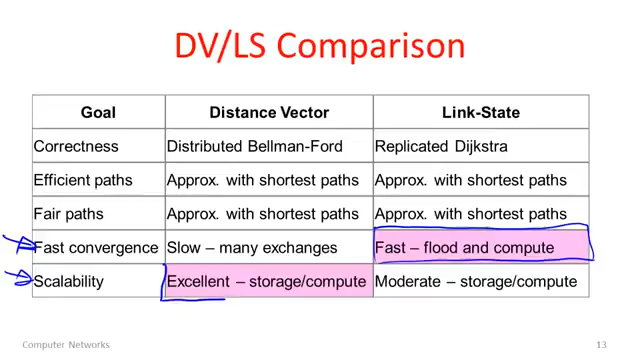 DV/LS Comparison
Goal Distance Vector Link-State
Correctness Distributed Bellman-Ford Replicated Dijkstra
Efficient paths Approx. with shortest paths Approx. with shortest paths
Fair paths Approx. with shortest paths Approx. with shortest paths
Fast convergence Slow – many exchanges Fast – flood and compute
Scalability Excellent – storage/compute Moderate – storage/compute
Computer Networks 13